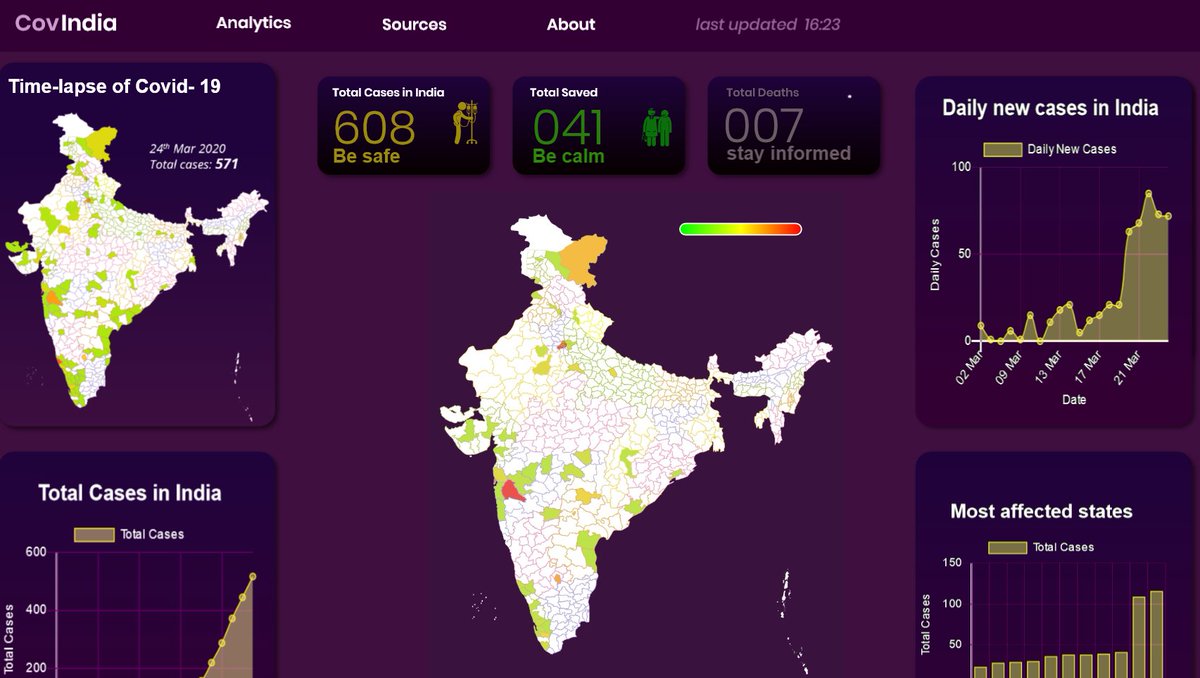 CovIndia
Analytics
Sources
About
last updated 16:23
Time-lapse of Covid- 19
24th Mar 2020
Total cases: 571
Total Cases in India
608
Be safe
Total Saved
041
Be calm
Total Deaths
007
stay informed
Daily new cases in India
Daily New Cases
100
50
0
Daily Cases
02 Mar
09 Mar
13 Mar
17 Mar
21 Mar
Date
Total Cases in India
Total Cases
600
400
200
Total Cases
Most affected states
Total Cases
150
100
50
Total Cases